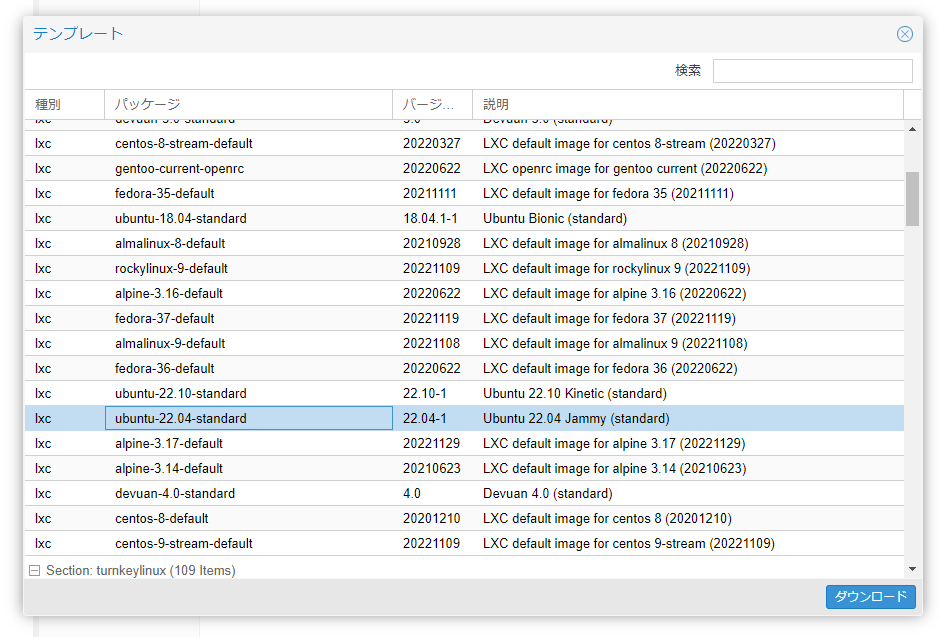 テンプレート
検索
種別 パッケージ バージ... 説明
lxc devuan-3.0-standard 3.0 Devuan 3.0 (standard)
lxc centos-8-stream-default 20220327 LXC default image for centos 8-stream (20220327)
lxc gentoo-current-openrc 20220622 LXC openrc image for gentoo current (20220622)
lxc fedora-35-default 20211111 LXC default image for fedora 35 (20211111)
lxc ubuntu-18.04-standard 18.04.1-1 Ubuntu Bionic (standard)
lxc almalinux-8-default 20210928 LXC default image for almalinux 8 (20210928)
lxc rockylinux-9-default 20221109 LXC default image for rockylinux 9 (20221109)
lxc alpine-3.16-default 20220622 LXC default image for alpine 3.16 (20220622)
lxc fedora-37-default 20221119 LXC default image for fedora 37 (20221119)
lxc almalinux-9-default 20221108 LXC default image for almalinux 9 (20221108)
lxc fedora-36-default 20220622 LXC default image for fedora 36 (20220622)
lxc ubuntu-22.10-standard 22.10-1 Ubuntu 22.10 Kinetic (standard)
lxc ubuntu-22.04-standard 22.04-1 Ubuntu 22.04 Jammy (standard)
lxc alpine-3.17-default 20221129 LXC default image for alpine 3.17 (20221129)
lxc alpine-3.14-default 20210623 LXC default image for alpine 3.14 (20210623)
lxc devuan-4.0-standard 4.0 Devuan 4.0 (standard)
lxc centos-8-default 20201210 LXC default image for centos 8 (20201210)
lxc centos-9-stream-default 20221109 LXC default image for centos 9-stream (20221109)
Section: turnkeylinux (109 Items)
ダウンロード